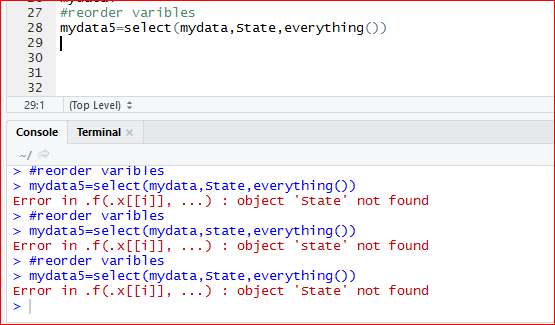 27 #reorder varibles
28 mydata5=select(mydata,State,everything())
29
30
31
32
29:1 (Top Level)
Console Terminal
~/
> #reorder varibles
> mydata5=select(mydata,State,everything())
Error in .f(.x[[i]], ...) : object 'State' not found
> #reorder varibles
> mydata5=select(mydata,state,everything())
Error in .f(.x[[i]], ...) : object 'state' not found
> #reorder varibles
> mydata5=select(mydata,State,everything())
Error in .f(.x[[i]], ...) : object 'State' not found
>